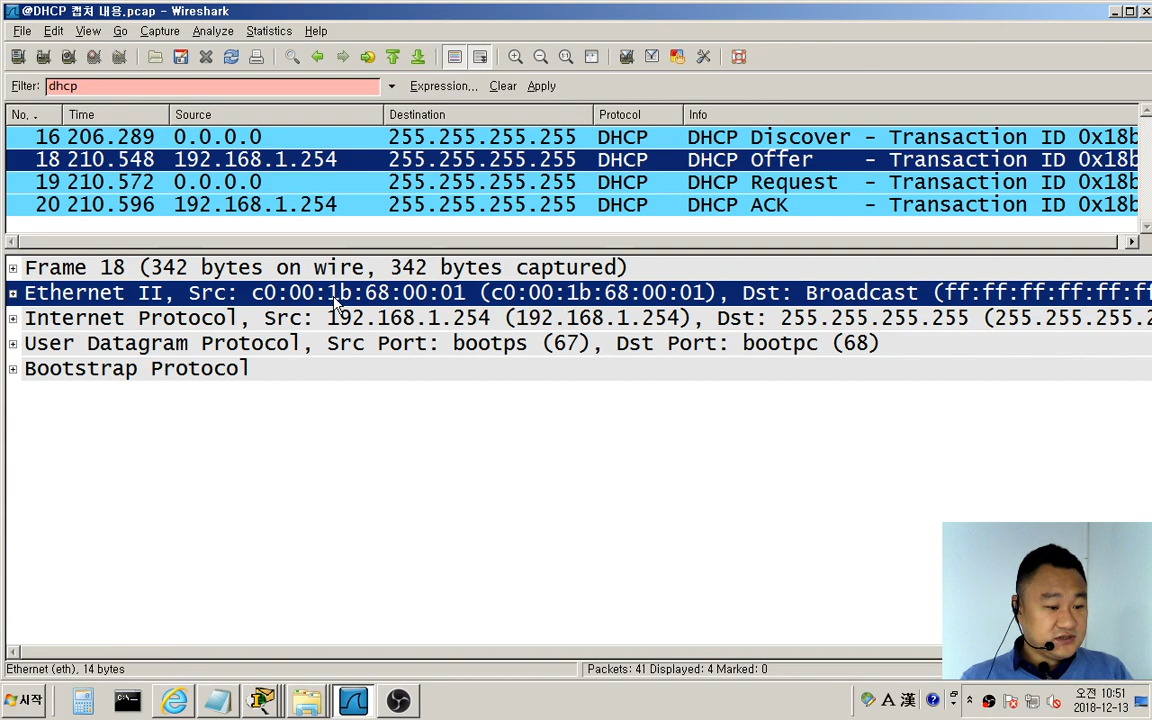 @DHCP 캡쳐 내용.pcap - Wireshark
File Edit View Go Capture Analyze Statistics Help
Filter: dhcp Expression... Clear Apply
No. . Time Source Destination Protocol Info
16 206.289 0.0.0.0 255.255.255.255 DHCP DHCP Discover - Transaction ID 0x18b
18 210.548 192.168.1.254 255.255.255.255 DHCP DHCP Offer - Transaction ID 0x18b
19 210.572 0.0.0.0 255.255.255.255 DHCP DHCP Request - Transaction ID 0x18b
20 210.596 192.168.1.254 255.255.255.255 DHCP DHCP ACK - Transaction ID 0x18b
Frame 18 (342 bytes on wire, 342 bytes captured)
Ethernet II, Src: c0:00:1b:68:00:01 (c0:00:1b:68:00:01), Dst: Broadcast (ff:ff:ff:ff:ff:ff
Internet Protocol, Src: 192.168.1.254 (192.168.1.254), Dst: 255.255.255.255 (255.255.255.2
User Datagram Protocol, Src Port: bootps (67), Dst Port: bootpc (68)
Bootstrap Protocol
Ethernet (eth), 14 bytes Packets: 41 Displayed: 4 Marked: 0
시작 A 漢 오전 10:51
2018-12-13